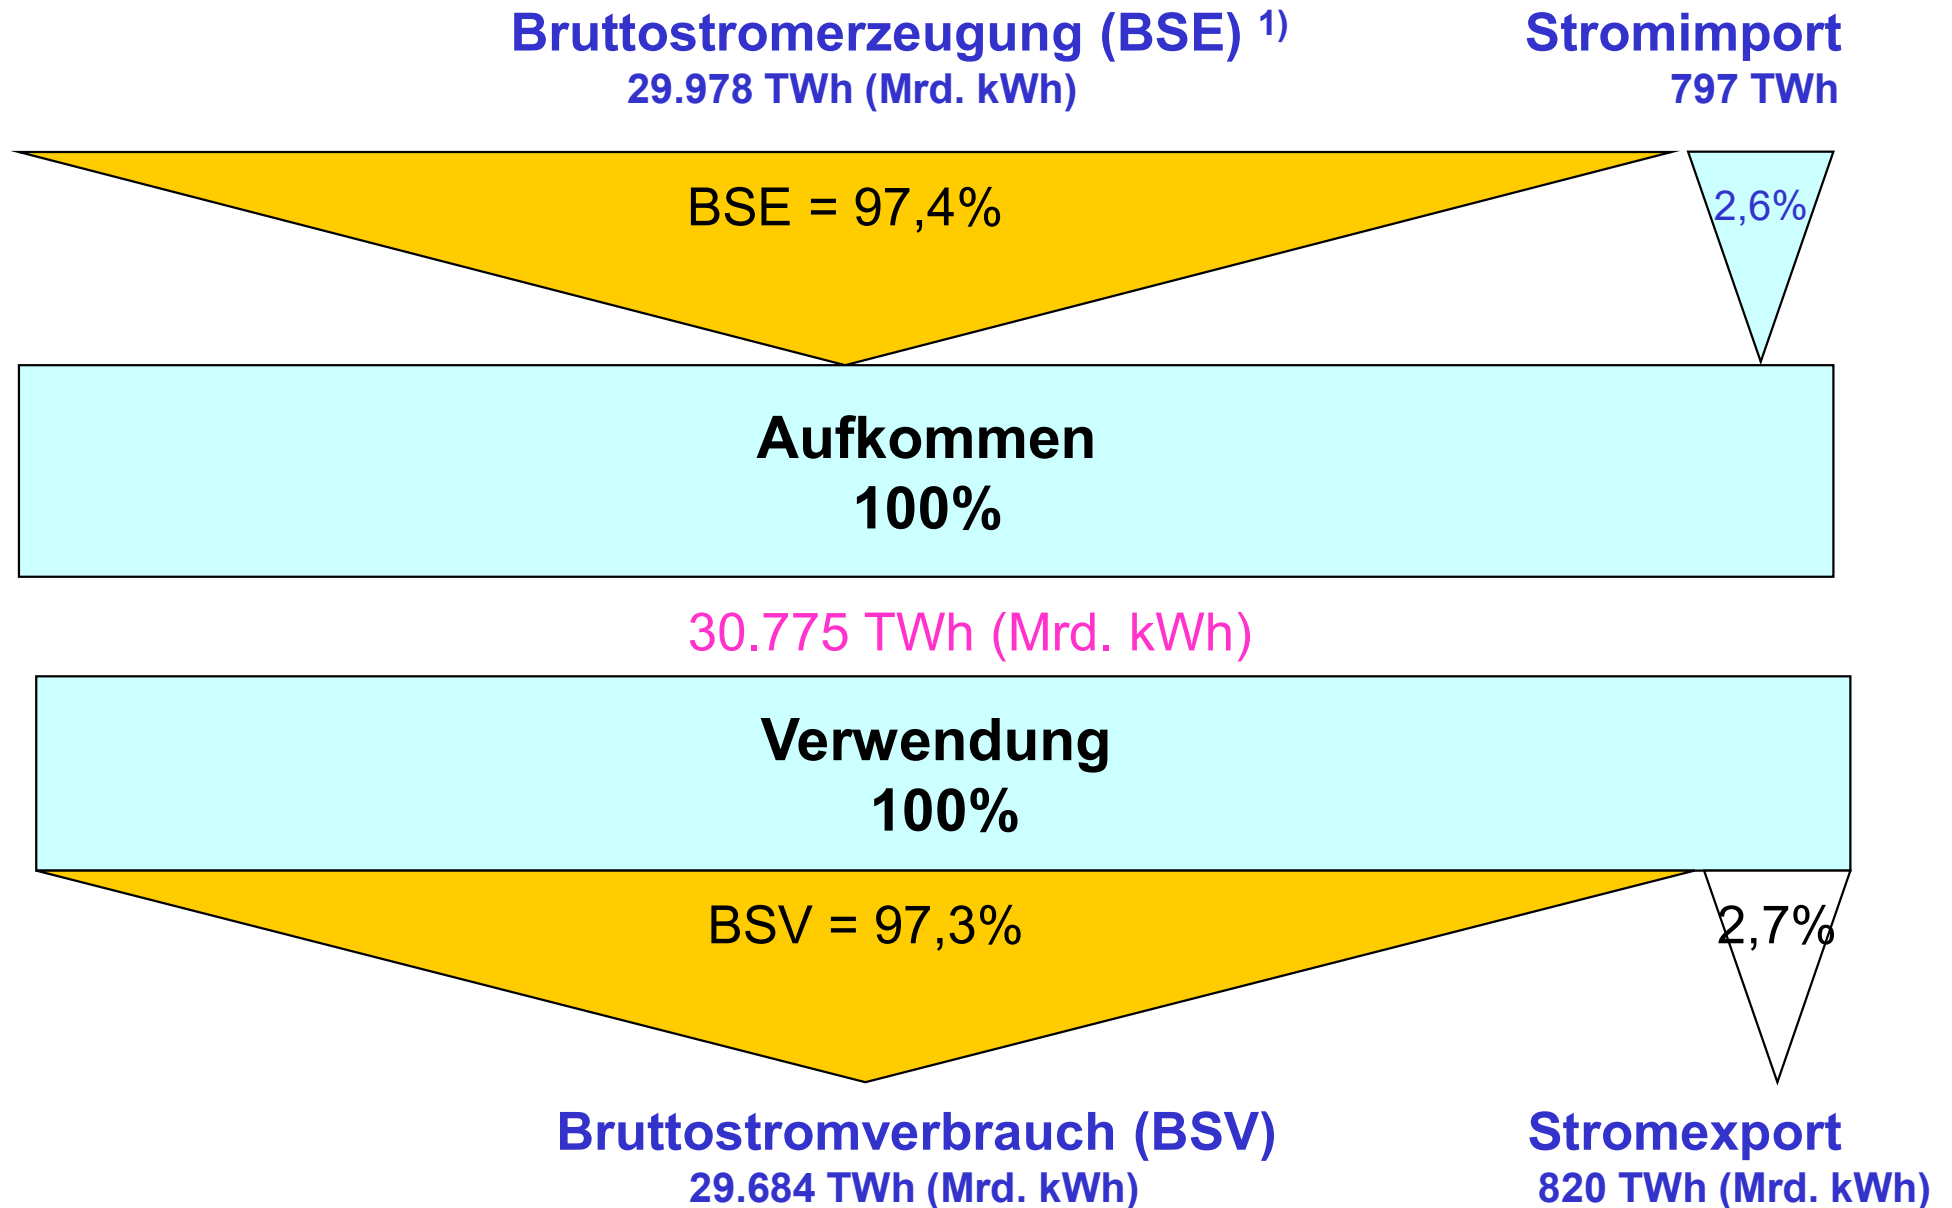 Bruttostromerzeugung (BSE) ¹⁾
29.978 TWh (Mrd. kWh)
Stromimport
797 TWh
BSE = 97,4%
2,6%
Aufkommen
100%
30.775 TWh (Mrd. kWh)
Verwendung
100%
BSV = 97,3%
2,7%
Bruttostromverbrauch (BSV)
29.684 TWh (Mrd. kWh)
Stromexport
820 TWh (Mrd. kWh)